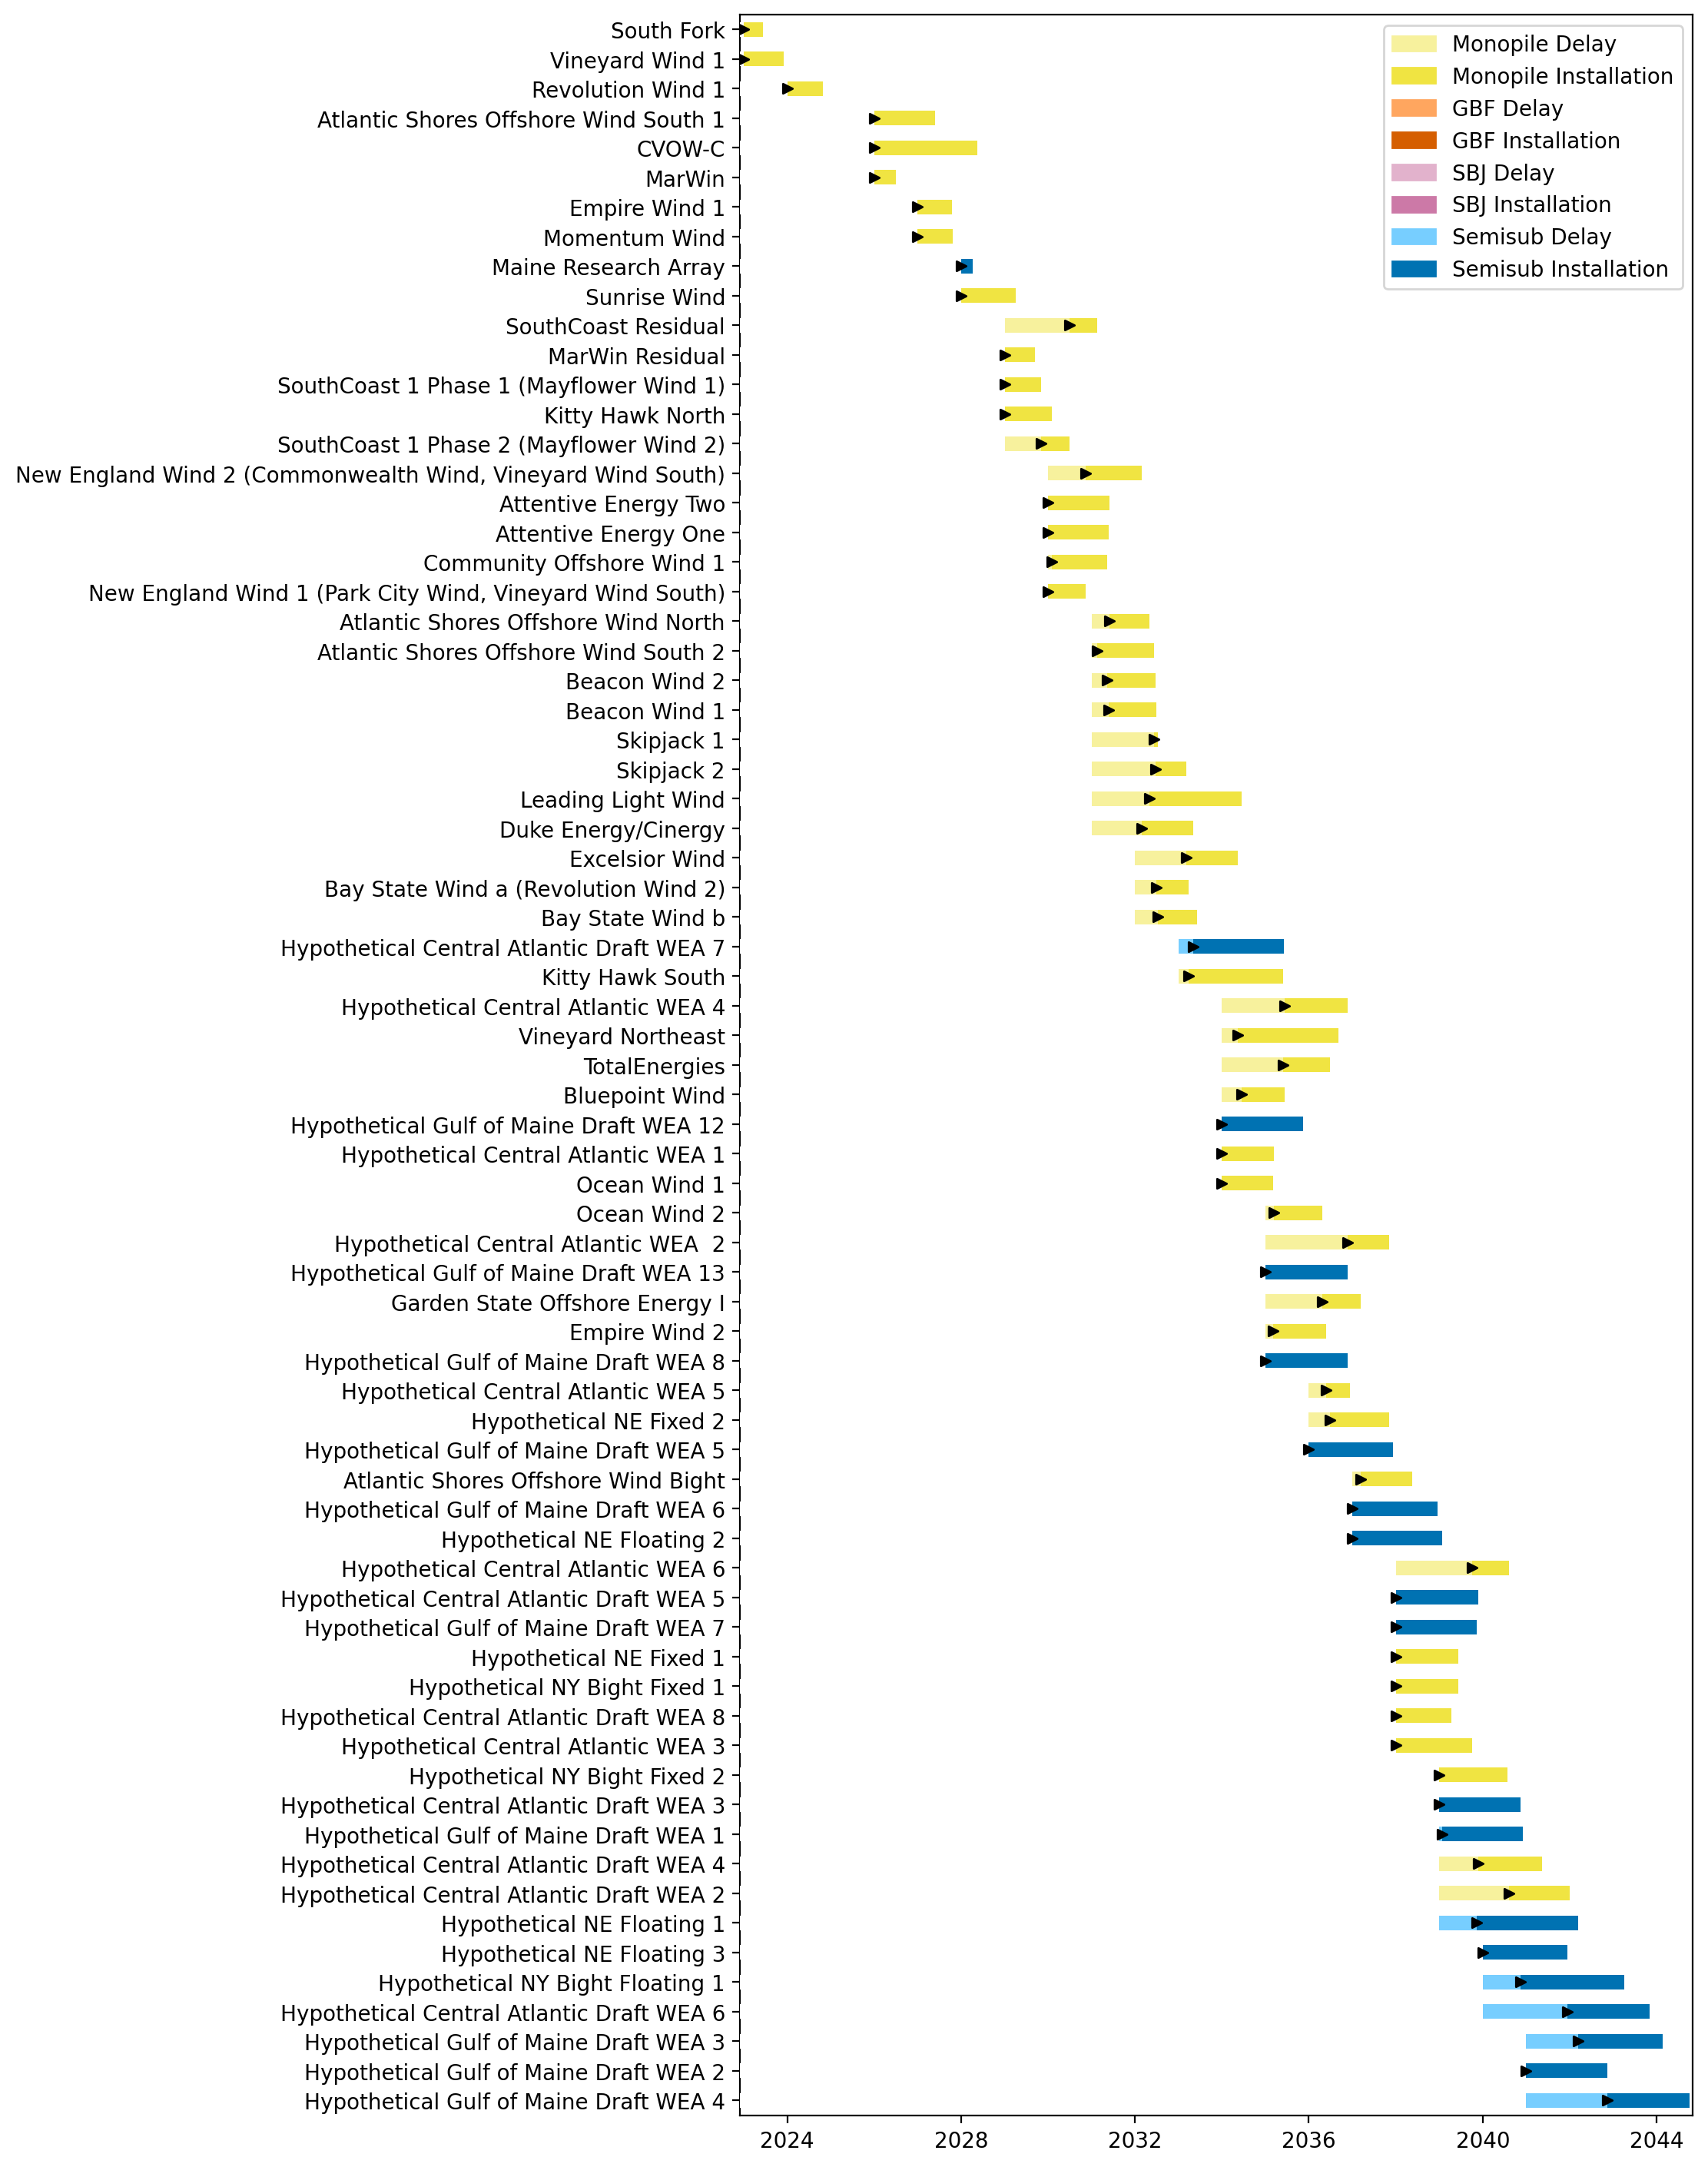 South Fork
Vineyard Wind 1
Revolution Wind 1
Atlantic Shores Offshore Wind South 1
CVOW-C
MarWin
Empire Wind 1
Momentum Wind
Maine Research Array
Sunrise Wind
SouthCoast Residual
MarWin Residual
SouthCoast 1 Phase 1 (Mayflower Wind 1)
Kitty Hawk North
SouthCoast 1 Phase 2 (Mayflower Wind 2)
New England Wind 2 (Commonwealth Wind, Vineyard Wind South)
Attentive Energy Two
Attentive Energy One
Community Offshore Wind 1
New England Wind 1 (Park City Wind, Vineyard Wind South)
Atlantic Shores Offshore Wind North
Atlantic Shores Offshore Wind South 2
Beacon Wind 2
Beacon Wind 1
Skipjack 1
Skipjack 2
Leading Light Wind
Duke Energy/Cinergy
Excelsior Wind
Bay State Wind a (Revolution Wind 2)
Bay State Wind b
Hypothetical Central Atlantic Draft WEA 7
Kitty Hawk South
Hypothetical Central Atlantic WEA 4
Vineyard Northeast
TotalEnergies
Bluepoint Wind
Hypothetical Gulf of Maine Draft WEA 12
Hypothetical Central Atlantic WEA 1
Ocean Wind 1
Ocean Wind 2
Hypothetical Central Atlantic WEA  2
Hypothetical Gulf of Maine Draft WEA 13
Garden State Offshore Energy I
Empire Wind 2
Hypothetical Gulf of Maine Draft WEA 8
Hypothetical Central Atlantic WEA 5
Hypothetical NE Fixed 2
Hypothetical Gulf of Maine Draft WEA 5
Atlantic Shores Offshore Wind Bight
Hypothetical Gulf of Maine Draft WEA 6
Hypothetical NE Floating 2
Hypothetical Central Atlantic WEA 6
Hypothetical Central Atlantic Draft WEA 5
Hypothetical Gulf of Maine Draft WEA 7
Hypothetical NE Fixed 1
Hypothetical NY Bight Fixed 1
Hypothetical Central Atlantic Draft WEA 8
Hypothetical Central Atlantic WEA 3
Hypothetical NY Bight Fixed 2
Hypothetical Central Atlantic Draft WEA 3
Hypothetical Gulf of Maine Draft WEA 1
Hypothetical Central Atlantic Draft WEA 4
Hypothetical Central Atlantic Draft WEA 2
Hypothetical NE Floating 1
Hypothetical NE Floating 3
Hypothetical NY Bight Floating 1
Hypothetical Central Atlantic Draft WEA 6
Hypothetical Gulf of Maine Draft WEA 3
Hypothetical Gulf of Maine Draft WEA 2
Hypothetical Gulf of Maine Draft WEA 4
Monopile Delay
Monopile Installation
GBF Delay
GBF Installation
SBJ Delay
SBJ Installation
Semisub Delay
Semisub Installation
2024 2028 2032 2036 2040 2044